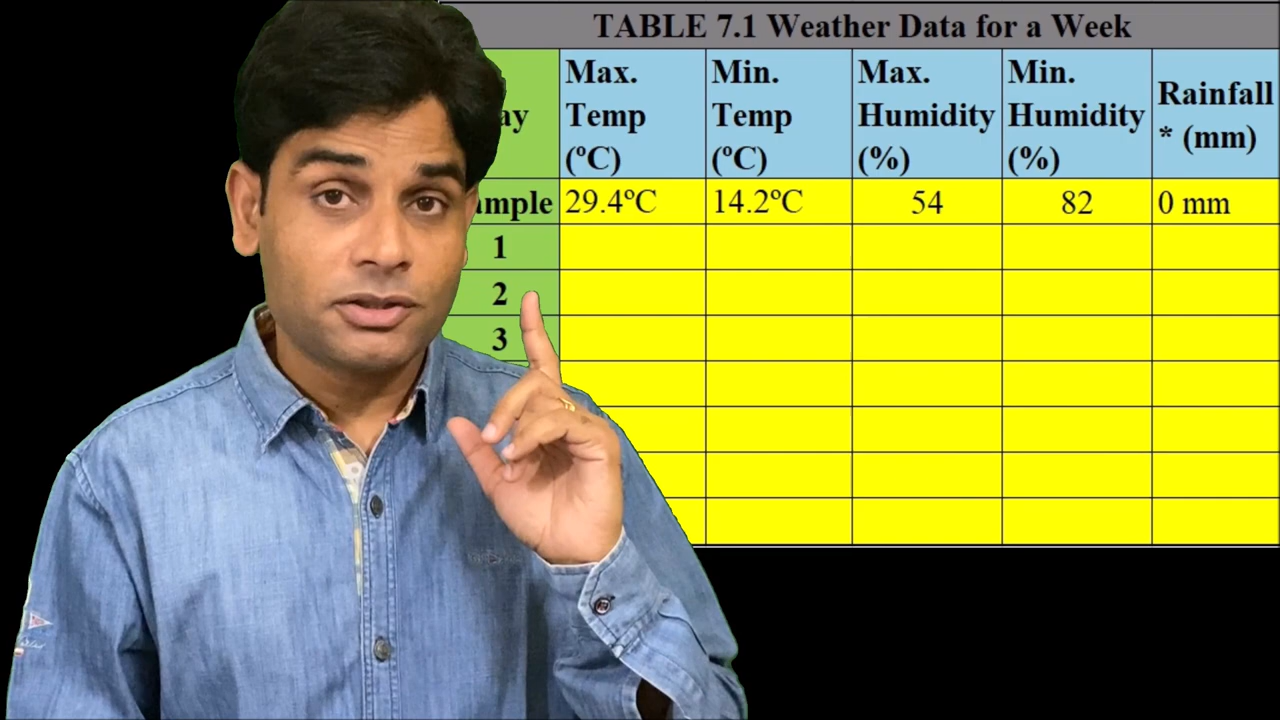 TABLE 7.1 Weather Data for a Week
Max. Temp (ºC)
Min. Temp (ºC)
Max. Humidity (%)
Min. Humidity (%)
Rainfall * (mm)
29.4ºC 14.2ºC 54 82 0 mm
1
2
3